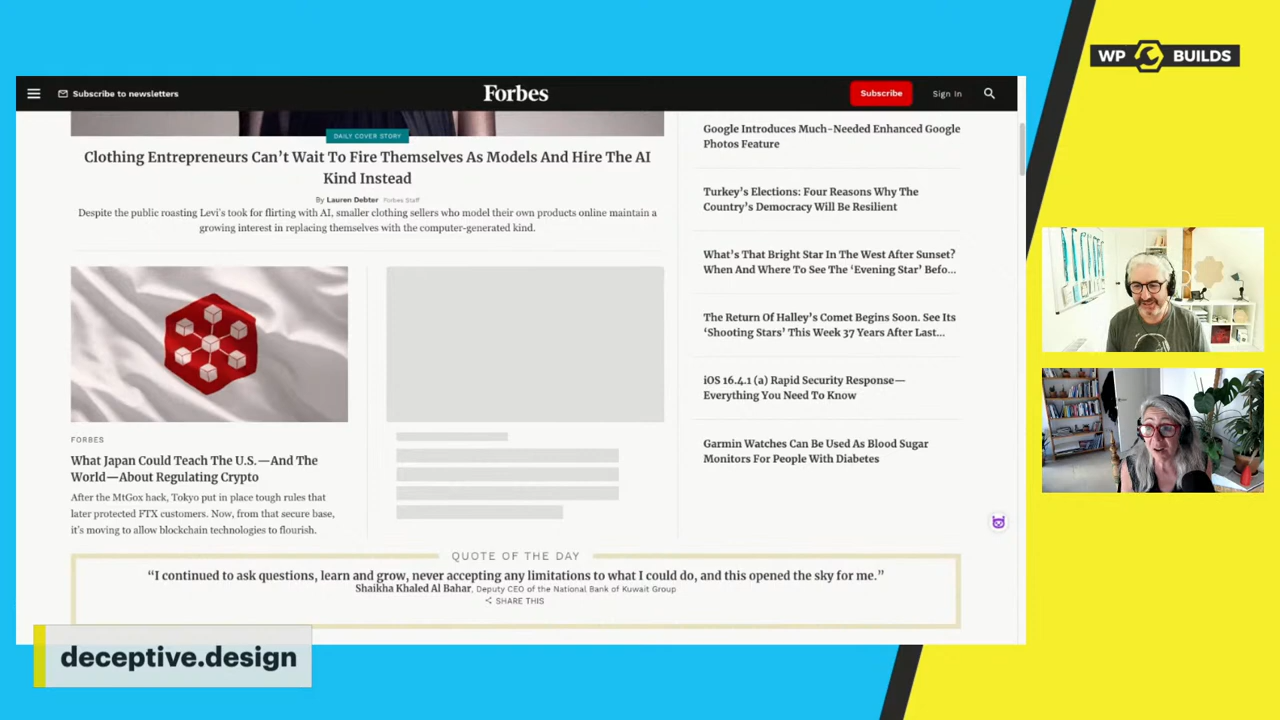 WP BUILDS
Subscribe to newsletters
Forbes
Subscribe
Sign In
DAILY COVER STORY
Clothing Entrepreneurs Can’t Wait To Fire Themselves As Models And Hire The AI
Kind Instead
By Lauren Debter Forbes Staff
Despite the public roasting Levi’s took for flirting with AI, smaller clothing sellers who model their own products online maintain a
growing interest in replacing themselves with the computer-generated kind.
FORBES
What Japan Could Teach The U.S.—And The
World—About Regulating Crypto
After the MtGox hack, Tokyo put in place tough rules that
later protected FTX customers. Now, from that secure base,
it’s moving to allow blockchain technologies to flourish.
Google Introduces Much-Needed Enhanced Google
Photos Feature
Turkey’s Elections: Four Reasons Why The
Country’s Democracy Will Be Resilient
What’s That Bright Star In The West After Sunset?
When And Where To See The ‘Evening Star’ Befo...
The Return Of Halley’s Comet Begins Soon. See Its
‘Shooting Stars’ This Week 37 Years After Last...
iOS 16.4.1 (a) Rapid Security Response—
Everything You Need To Know
Garmin Watches Can Be Used As Blood Sugar
Monitors For People With Diabetes
QUOTE OF THE DAY
“I continued to ask questions, learn and grow, never accepting any limitations to what I could do, and this opened the sky for me.”
Shaikha Khaled Al Bahar, Deputy CEO of the National Bank of Kuwait Group
SHARE THIS
deceptive.design